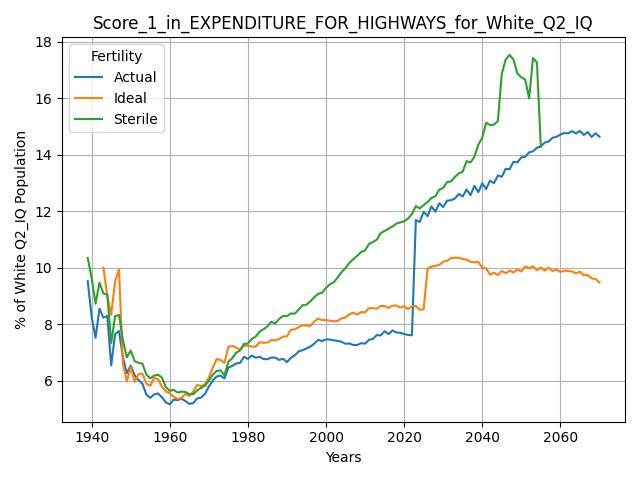 Score_1_in_EXPENDITURE_FOR_HIGHWAYS_for_White_Q2_IQ
Fertility
Actual
Ideal
Sterile
% of White Q2_IQ Population
18
16
14
12
10
8
6
1940
1960
1980
2000
2020
2040
2060
Years